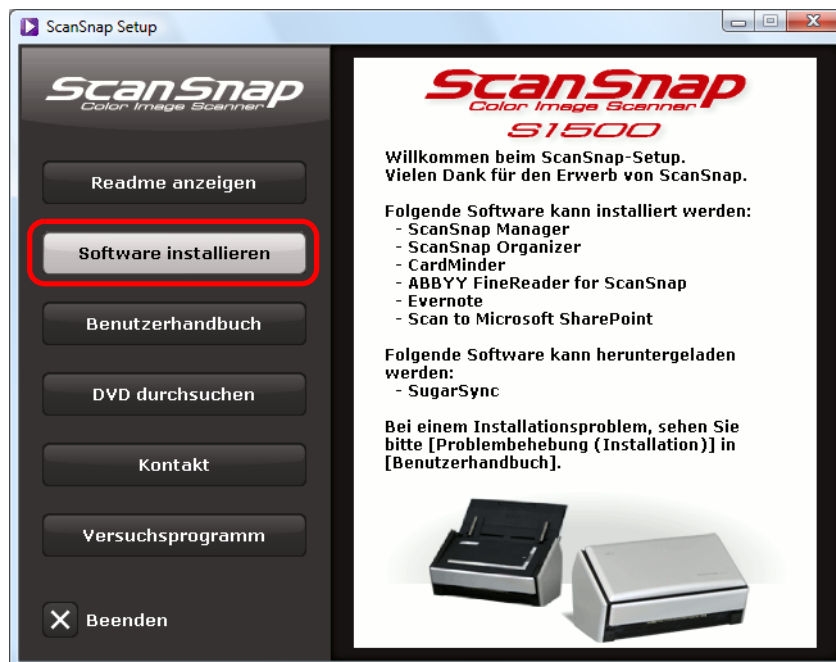 ScanSnap Setup
ScanSnap
Color Image Scanner
Readme anzeigen
Software installieren
Benutzerhandbuch
DVD durchsuchen
Kontakt
Versuchsprogramm
Beenden
ScanSnap
Color Image Scanner
S1500
Willkommen beim ScanSnap-Setup.
Vielen Dank für den Erwerb von ScanSnap.
Folgende Software kann installiert werden:
- ScanSnap Manager
- ScanSnap Organizer
- CardMinder
- ABBYY FineReader for ScanSnap
- Evernote
- Scan to Microsoft SharePoint
Folgende Software kann heruntergeladen
werden:
- SugarSync
Bei einem Installationsproblem, sehen Sie
bitte [Problembehebung (Installation)] in
[Benutzerhandbuch].